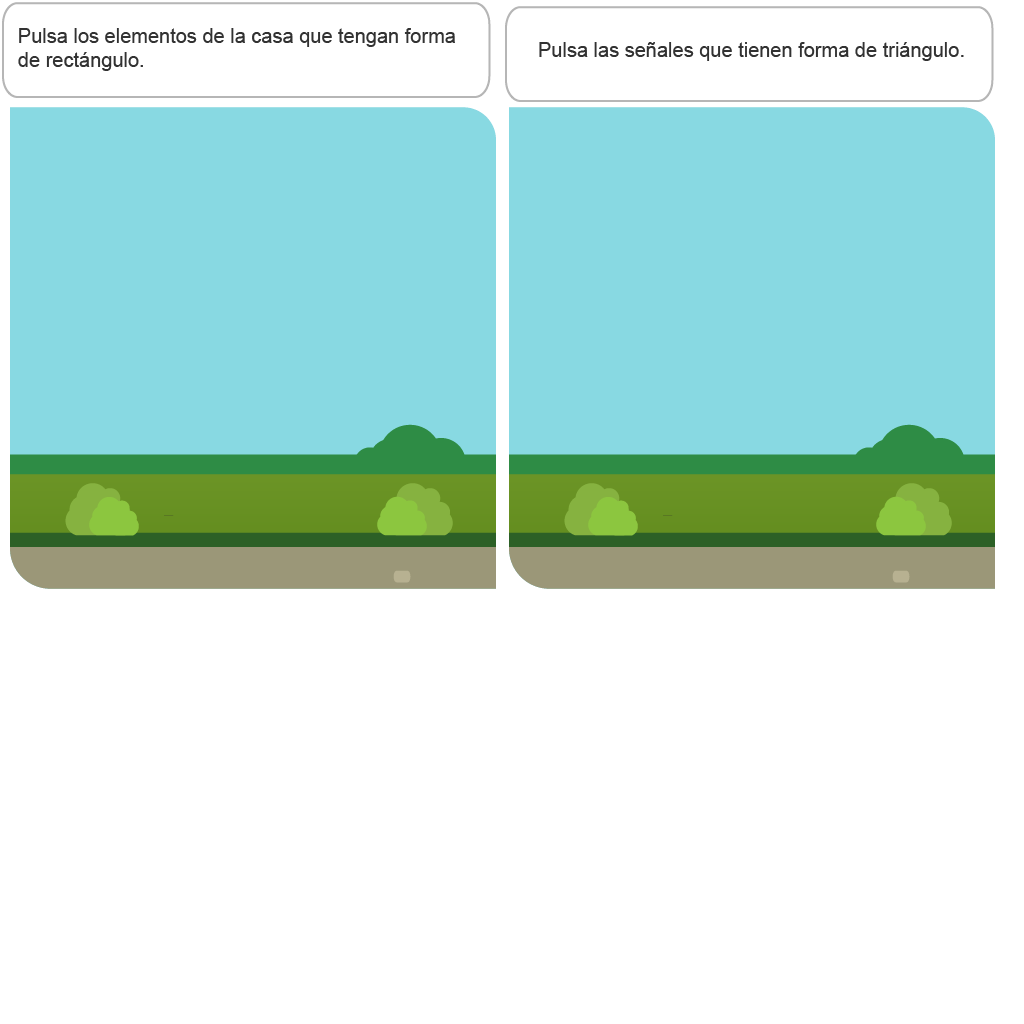 Pulsa los elementos de la casa que tengan forma
de rectángulo.
Pulsa las señales que tienen forma de triángulo.